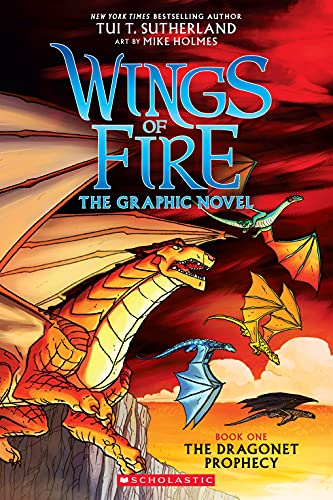 NEW YORK TIMES BESTSELLING AUTHOR
TUI T. SUTHERLAND
ART BY MIKE HOLMES
WINGS
OF
FIRE
THE GRAPHIC NOVEL
BOOK ONE
THE DRAGONET
PROPHECY
SCHOLASTIC